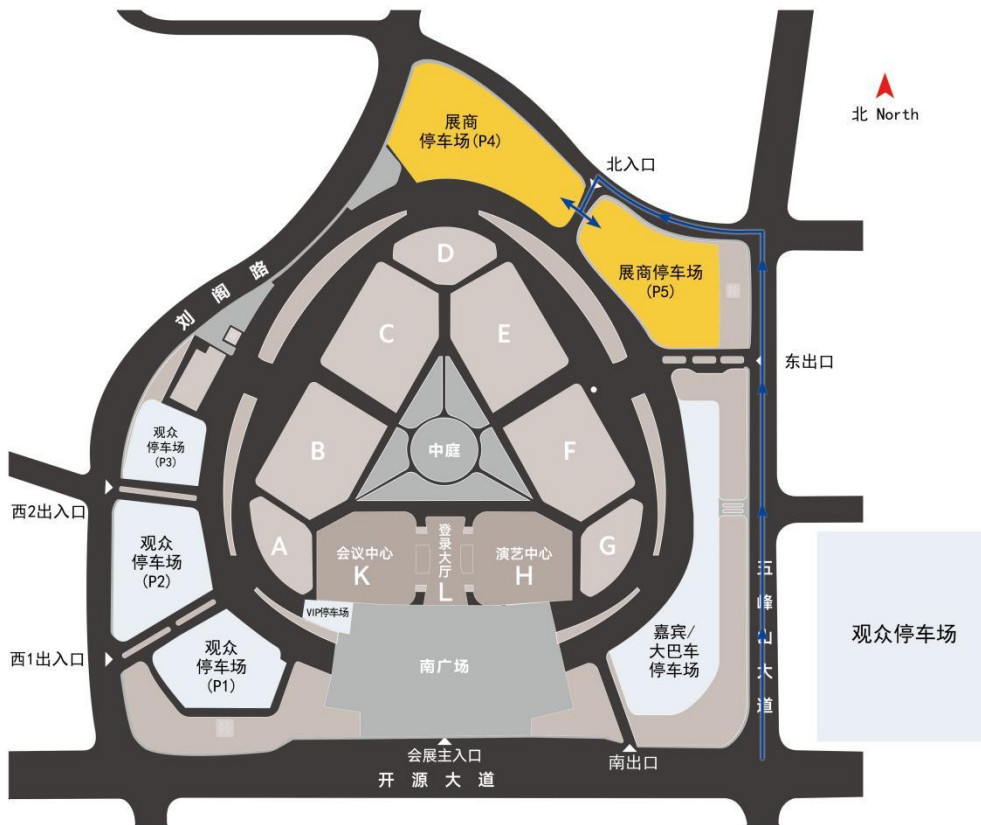 北 North
展商
停车场(P4)
北入口
D
展商停车场
(P5)
刘阁路
C
E
东出口
观众
停车场
(P3)
B
中庭
F
西2出入口
观众
停车场
(P2)
A
会议中心
K
登录大厅
L
演艺中心
H
G
五峰山大道
观众停车场
VIP停车场
西1出入口
观众
停车场
(P1)
南广场
嘉宾/
大巴车
停车场
会展主入口
南出口
开源大道